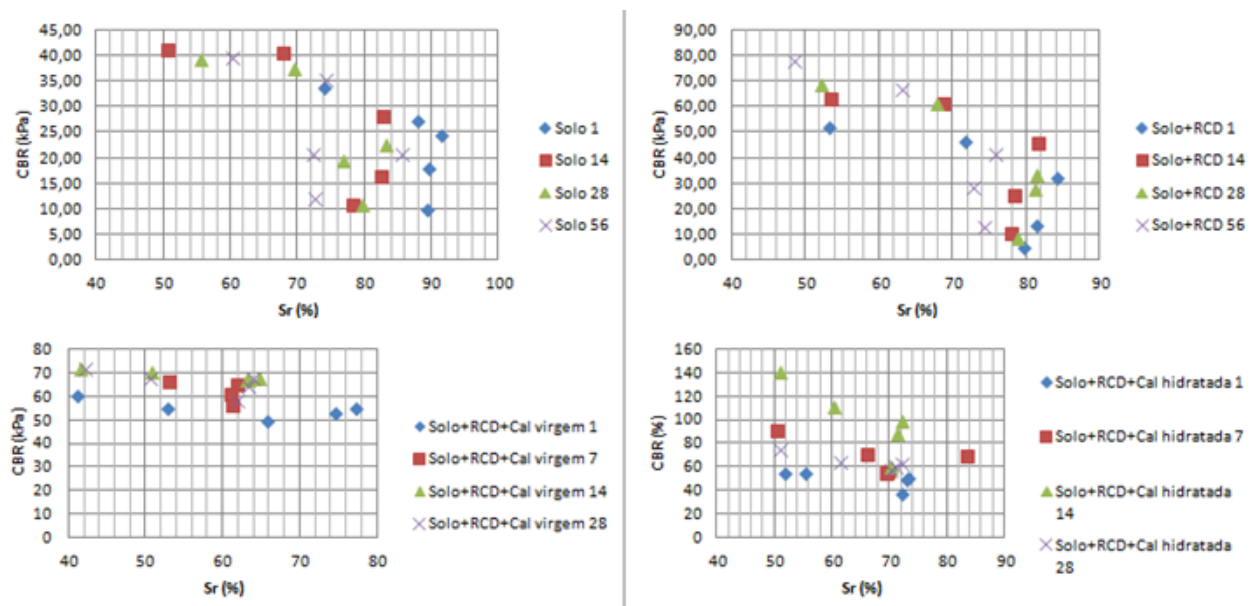 45,00
40,00
35,00
30,00
25,00
20,00
15,00
10,00
5,00
0,00
CBR (kPa)
40 50 60 70 80 90 100
Sr (%)
Solo 1
Solo 14
Solo 28
Solo 56
90,00
80,00
70,00
60,00
50,00
40,00
30,00
20,00
10,00
0,00
CBR (kPa)
40 50 60 70 80 90
Sr (%)
Solo+RCD 1
Solo+RCD 14
Solo+RCD 28
Solo+RCD 56
80
70
60
50
40
30
20
10
0
CBR (kPa)
40 50 60 70 80
Sr (%)
Solo+RCD+Cal virgem 1
Solo+RCD+Cal virgem 7
Solo+RCD+Cal virgem 14
Solo+RCD+Cal virgem 28
160
140
120
100
80
60
40
20
0
CBR (%)
40 50 60 70 80 90
Sr (%)
Solo+RCD+Cal hidratada 1
Solo+RCD+Cal hidratada 7
Solo+RCD+Cal hidratada
14
Solo+RCD+Cal hidratada
28